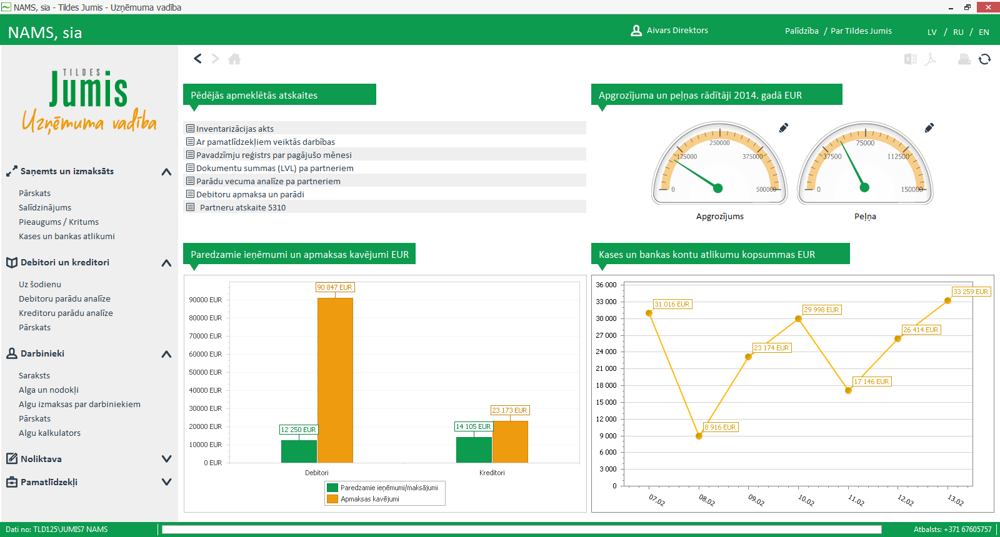 NAMS, sia - Tildes Jumis - Uzņēmuma vadība
NAMS, sia
Aivars Direktors
Palīdzība / Par Tildes Jumis
LV / RU / EN
TILDES
Jumis
Uzņēmuma vadība
Saņemts un izmaksāts
Pārskats
Salīdzinājums
Pieaugums / Kritums
Kases un bankas atlikumi
Debitori un kreditori
Uz šodienu
Debitoru parādu analīze
Kreditoru parādu analīze
Pārskats
Darbinieki
Saraksts
Alga un nodokļi
Algu izmaksas par darbiniekiem
Pārskats
Algu kalkulators
Noliktava
Pamatlīdzekļi
Pēdējās apmeklētās atskaites
Inventarizācijas akts
Ar pamatlīdzekļiem veiktās darbības
Pavadzīmju reģistrs par pagājušo mēnesi
Dokumentu summas (LVL) pa partneriem
Parādu vecuma analīze pa partneriem
Debitoru apmaksa un parādi
Partneru atskaite 5310
Apgrozījuma un peļņas rādītāji 2014. gadā EUR
0
125000
250000
375000
500000
Apgrozījums
0
37500
75000
112500
150000
Peļņa
Paredzamie ieņēmumi un apmaksas kavējumi EUR
90000 EUR
80000 EUR
70000 EUR
60000 EUR
50000 EUR
40000 EUR
30000 EUR
20000 EUR
10000 EUR
0 EUR
12 250 EUR
90 847 EUR
14 105 EUR
23 173 EUR
Debitori
Kreditori
Paredzamie ieņēmumi/maksājumi
Apmaksas kavējumi
Kases un bankas kontu atlikumu kopsummas EUR
36 000
33 000
30 000
27 000
24 000
21 000
18 000
15 000
12 000
9 000
6 000
3 000
0
31 016 EUR
8 916 EUR
23 174 EUR
29 998 EUR
17 146 EUR
26 414 EUR
33 259 EUR
07.02
08.02
09.02
10.02
11.02
12.02
13.02
Dati no: TLD125\JUMIS7 NAMS
Atbalsts: +371 67605757